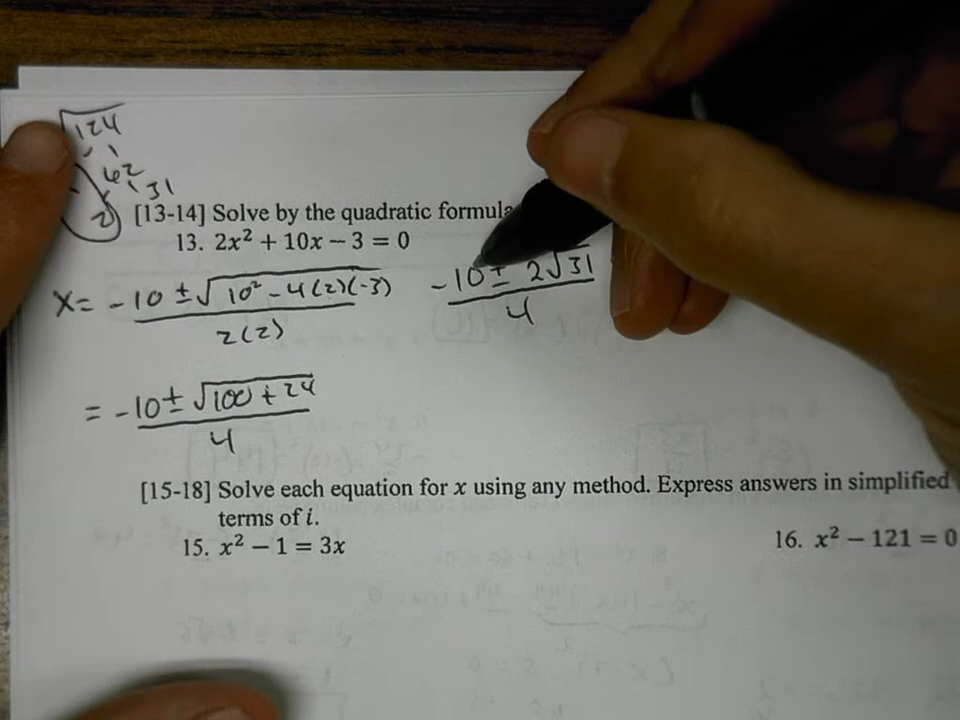 √124
62
2 31
[13-14] Solve by the quadratic formula
13. 2x² + 10x − 3 = 0
x = -10 ± √10² - 4(2)(-3)
2(2)
-10 ± 2√31
4
= -10 ± √100 + 24
4
[15-18] Solve each equation for x using any method. Express answers in simplified
terms of i.
15. x² − 1 = 3x
16. x² − 121 = 0